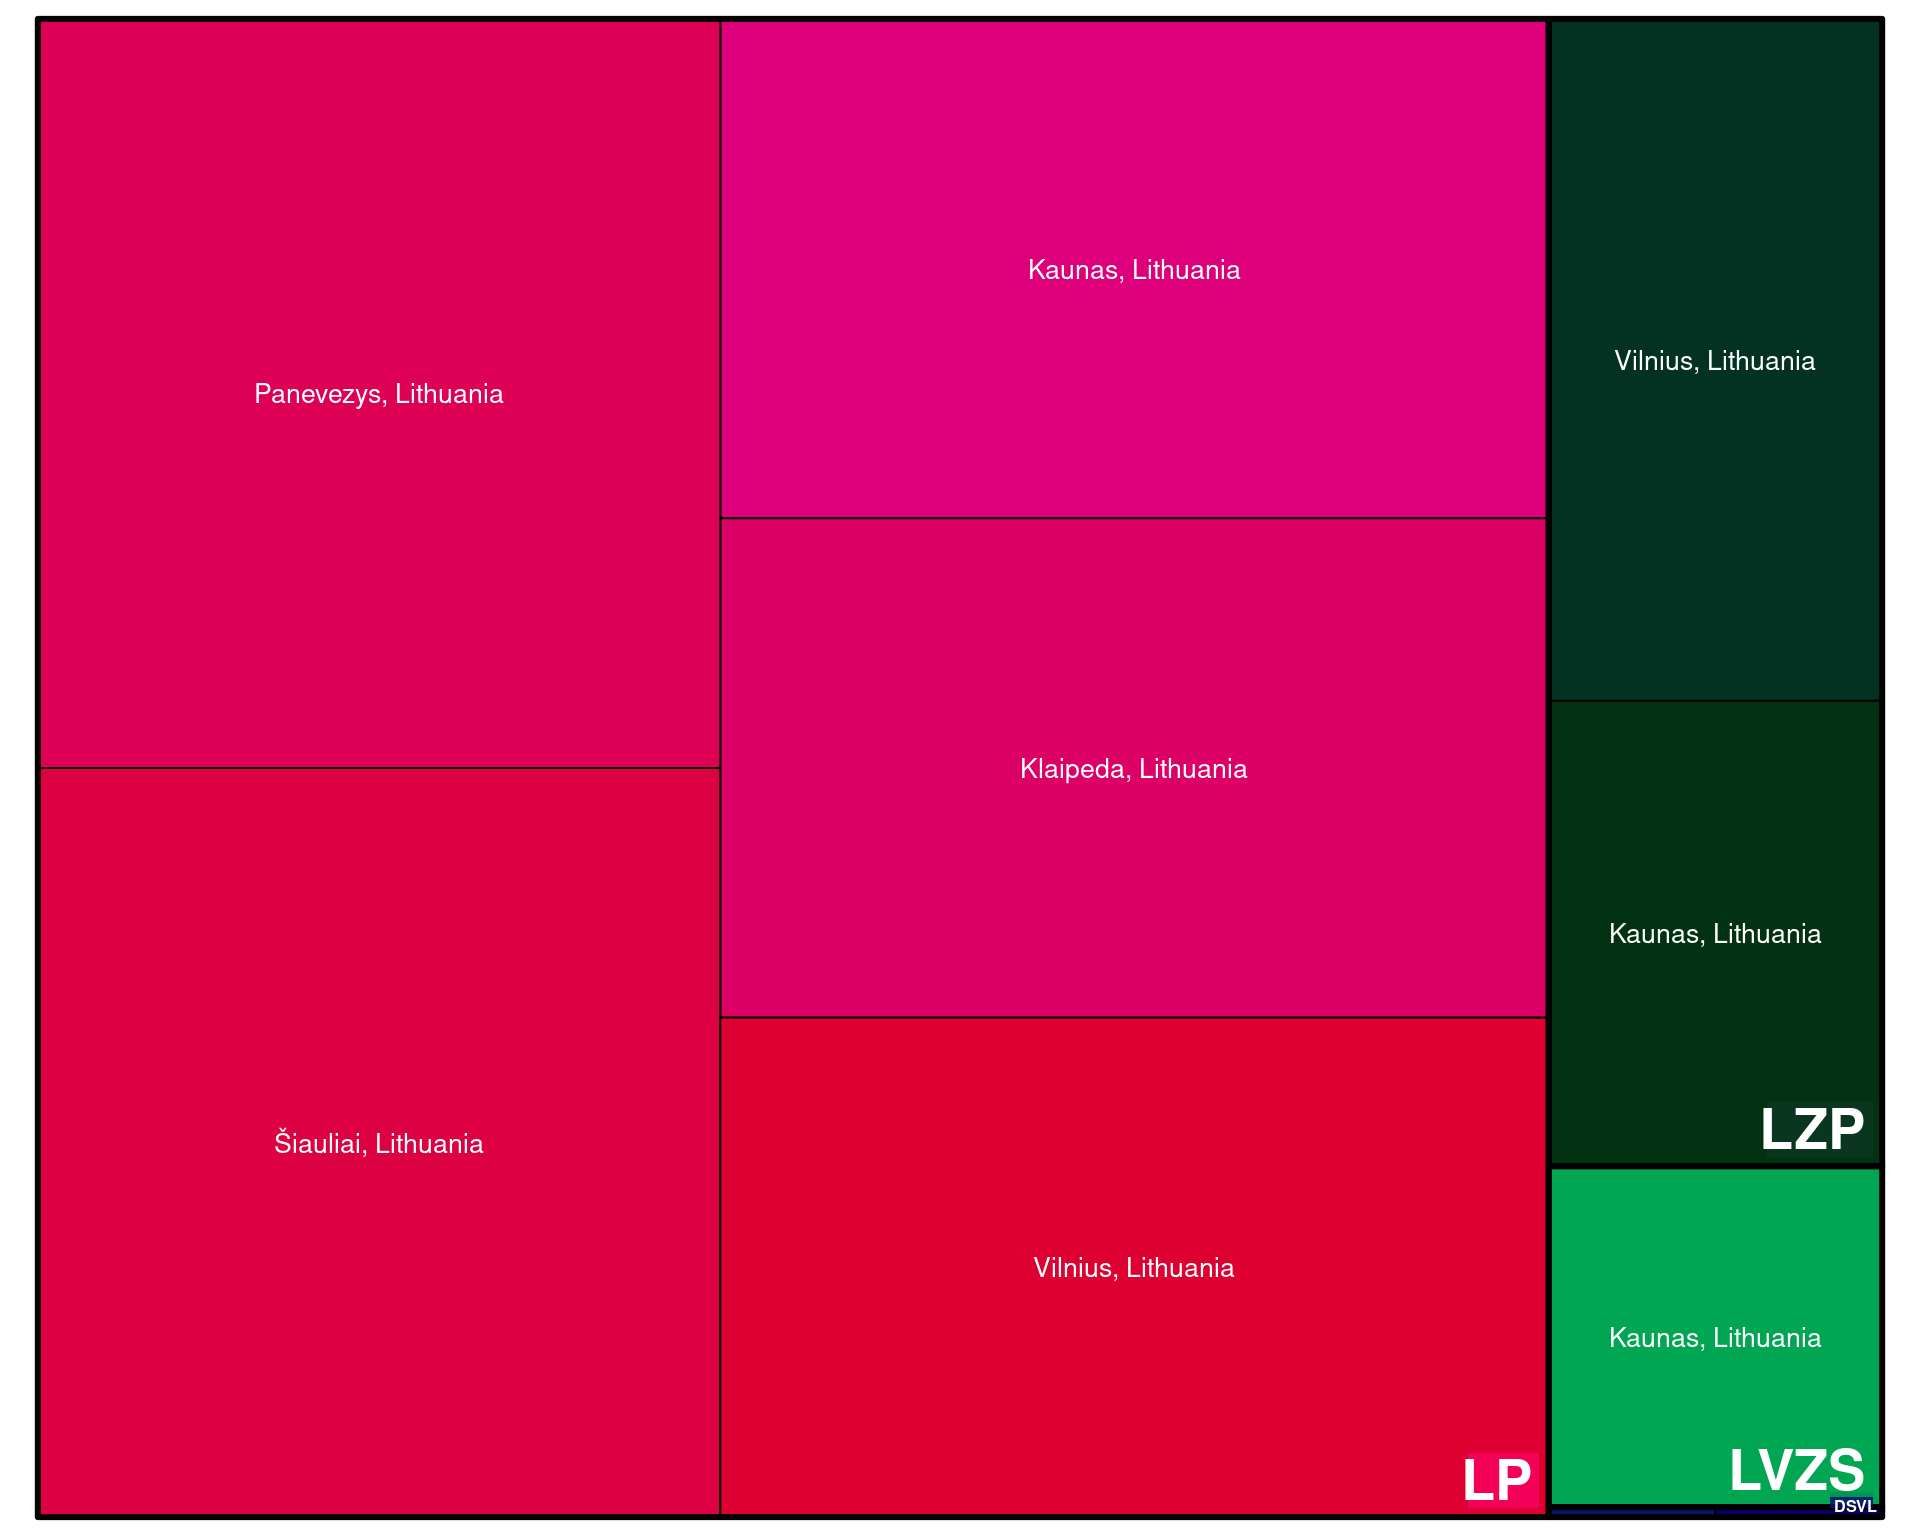 Panevezys, Lithuania
Šiauliai, Lithuania
Kaunas, Lithuania
Klaipeda, Lithuania
Vilnius, Lithuania
LP
Vilnius, Lithuania
Kaunas, Lithuania
LZP
Kaunas, Lithuania
LVZS
DSVL